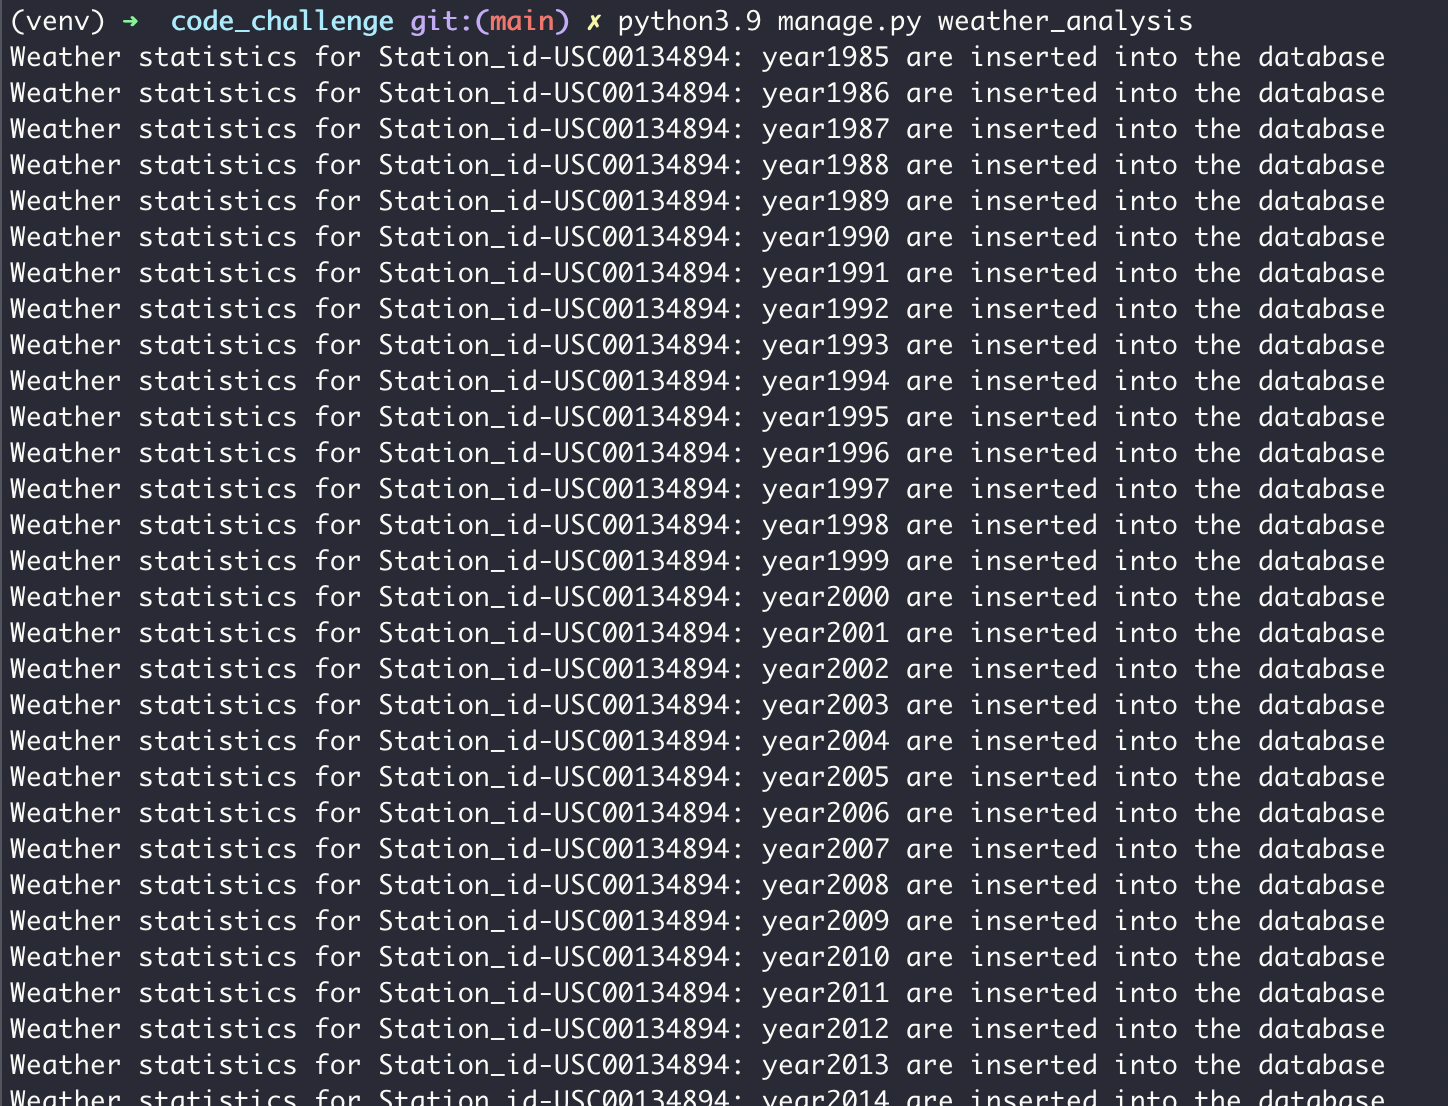 (venv) ➜ code_challenge git:(main) ✗ python3.9 manage.py weather_analysis
Weather statistics for Station_id-USC00134894: year1985 are inserted into the database
Weather statistics for Station_id-USC00134894: year1986 are inserted into the database
Weather statistics for Station_id-USC00134894: year1987 are inserted into the database
Weather statistics for Station_id-USC00134894: year1988 are inserted into the database
Weather statistics for Station_id-USC00134894: year1989 are inserted into the database
Weather statistics for Station_id-USC00134894: year1990 are inserted into the database
Weather statistics for Station_id-USC00134894: year1991 are inserted into the database
Weather statistics for Station_id-USC00134894: year1992 are inserted into the database
Weather statistics for Station_id-USC00134894: year1993 are inserted into the database
Weather statistics for Station_id-USC00134894: year1994 are inserted into the database
Weather statistics for Station_id-USC00134894: year1995 are inserted into the database
Weather statistics for Station_id-USC00134894: year1996 are inserted into the database
Weather statistics for Station_id-USC00134894: year1997 are inserted into the database
Weather statistics for Station_id-USC00134894: year1998 are inserted into the database
Weather statistics for Station_id-USC00134894: year1999 are inserted into the database
Weather statistics for Station_id-USC00134894: year2000 are inserted into the database
Weather statistics for Station_id-USC00134894: year2001 are inserted into the database
Weather statistics for Station_id-USC00134894: year2002 are inserted into the database
Weather statistics for Station_id-USC00134894: year2003 are inserted into the database
Weather statistics for Station_id-USC00134894: year2004 are inserted into the database
Weather statistics for Station_id-USC00134894: year2005 are inserted into the database
Weather statistics for Station_id-USC00134894: year2006 are inserted into the database
Weather statistics for Station_id-USC00134894: year2007 are inserted into the database
Weather statistics for Station_id-USC00134894: year2008 are inserted into the database
Weather statistics for Station_id-USC00134894: year2009 are inserted into the database
Weather statistics for Station_id-USC00134894: year2010 are inserted into the database
Weather statistics for Station_id-USC00134894: year2011 are inserted into the database
Weather statistics for Station_id-USC00134894: year2012 are inserted into the database
Weather statistics for Station_id-USC00134894: year2013 are inserted into the database
Weather statistics for Station_id-USC00134894: year2014 are inserted into the database